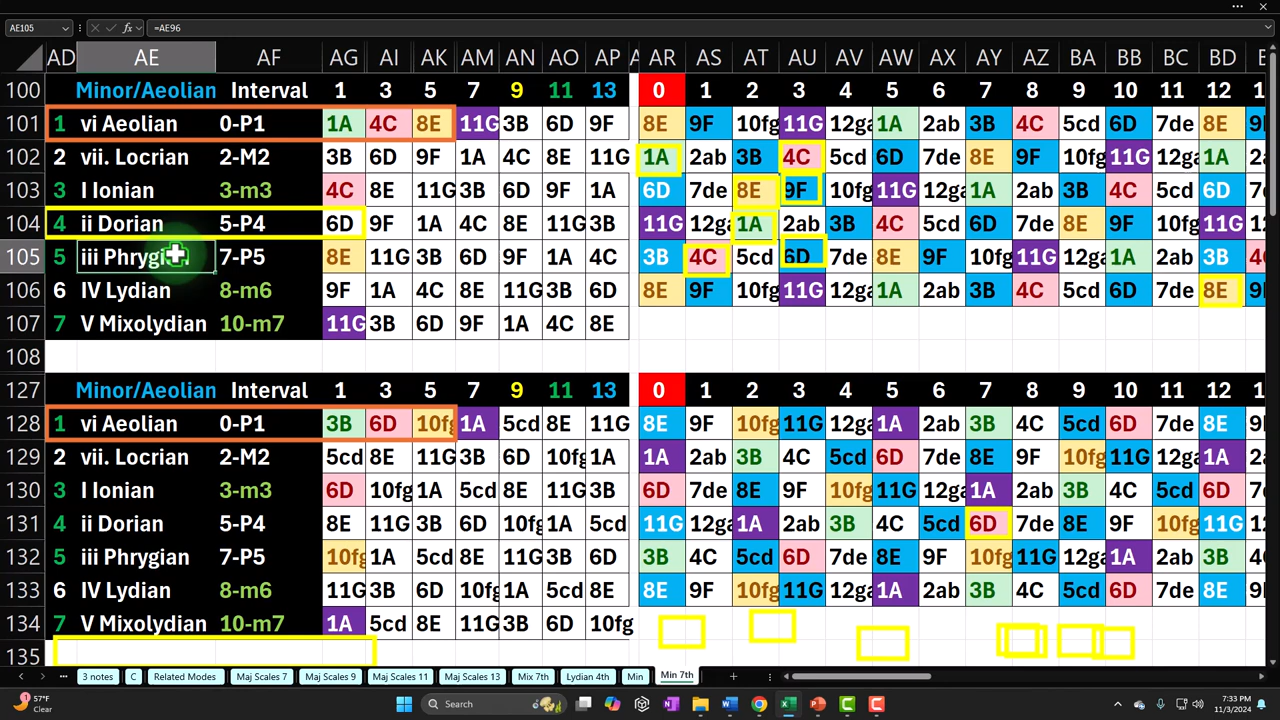 AE105 =AE96
AD AE AF AG AI AK AM AN AO AP AR AS AT AU AV AW AX AY AZ BA BB BC BD
100 Minor/Aeolian Interval 1 3 5 7 9 11 13 0 1 2 3 4 5 6 7 8 9 10 11 12
101 1 vi Aeolian 0-P1 1A 4C 8E 11G 3B 6D 9F 8E 9F 10fg 11G 12ga 1A 2ab 3B 4C 5cd 6D 7de 8E
102 2 vii. Locrian 2-M2 3B 6D 9F 1A 4C 8E 11G 1A 2ab 3B 4C 5cd 6D 7de 8E 9F 10fg 11G 12ga 1A
103 3 I Ionian 3-m3 4C 8E 11G 3B 6D 9F 1A 6D 7de 8E 9F 10fg 11G 12ga 1A 2ab 3B 4C 5cd 6D
104 4 ii Dorian 5-P4 6D 9F 1A 4C 8E 11G 3B 11G 12ga 1A 2ab 3B 4C 5cd 6D 7de 8E 9F 10fg 11G
105 5 iii Phrygian 7-P5 8E 11G 3B 6D 9F 1A 4C 3B 4C 5cd 6D 7de 8E 9F 10fg 11G 12ga 1A 2ab 3B
106 6 IV Lydian 8-m6 9F 1A 4C 8E 11G 3B 6D 8E 9F 10fg 11G 12ga 1A 2ab 3B 4C 5cd 6D 7de 8E
107 7 V Mixolydian 10-m7 11G 3B 6D 9F 1A 4C 8E
108
127 Minor/Aeolian Interval 1 3 5 7 9 11 13 0 1 2 3 4 5 6 7 8 9 10 11 12
128 1 vi Aeolian 0-P1 3B 6D 10fg 1A 5cd 8E 11G 8E 9F 10fg 11G 12ga 1A 2ab 3B 4C 5cd 6D 7de 8E
129 2 vii. Locrian 2-M2 5cd 8E 11G 3B 6D 10fg 1A 1A 2ab 3B 4C 5cd 6D 7de 8E 9F 10fg 11G 12ga 1A
130 3 I Ionian 3-m3 6D 10fg 1A 5cd 8E 11G 3B 6D 7de 8E 9F 10fg 11G 12ga 1A 2ab 3B 4C 5cd 6D
131 4 ii Dorian 5-P4 8E 11G 3B 6D 10fg 1A 5cd 11G 12ga 1A 2ab 3B 4C 5cd 6D 7de 8E 9F 10fg 11G
132 5 iii Phrygian 7-P5 10fg 1A 5cd 8E 11G 3B 6D 3B 4C 5cd 6D 7de 8E 9F 10fg 11G 12ga 1A 2ab 3B
133 6 IV Lydian 8-m6 11G 3B 6D 10fg 1A 5cd 8E 8E 9F 10fg 11G 12ga 1A 2ab 3B 4C 5cd 6D 7de 8E
134 7 V Mixolydian 10-m7 1A 5cd 8E 11G 3B 6D 10fg
135
3 notes C Related Modes Maj Scales 7 Maj Scales 9 Maj Scales 11 Maj Scales 13 Mix 7th Lydian 4th Min Min 7th
57°F
Clear
Search
7:33 PM
11/3/2024